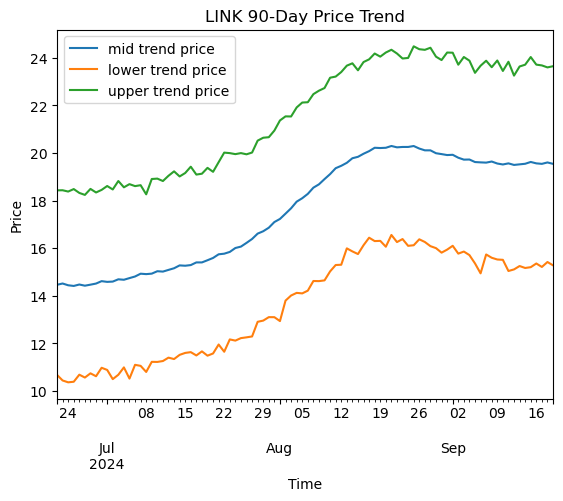 LINK 90-Day Price Trend
mid trend price
lower trend price
upper trend price
Price
24
22
20
18
16
14
12
10
24 08 15 22 29 05 12 19 26 02 09 16
Jul Aug Sep
2024
Time